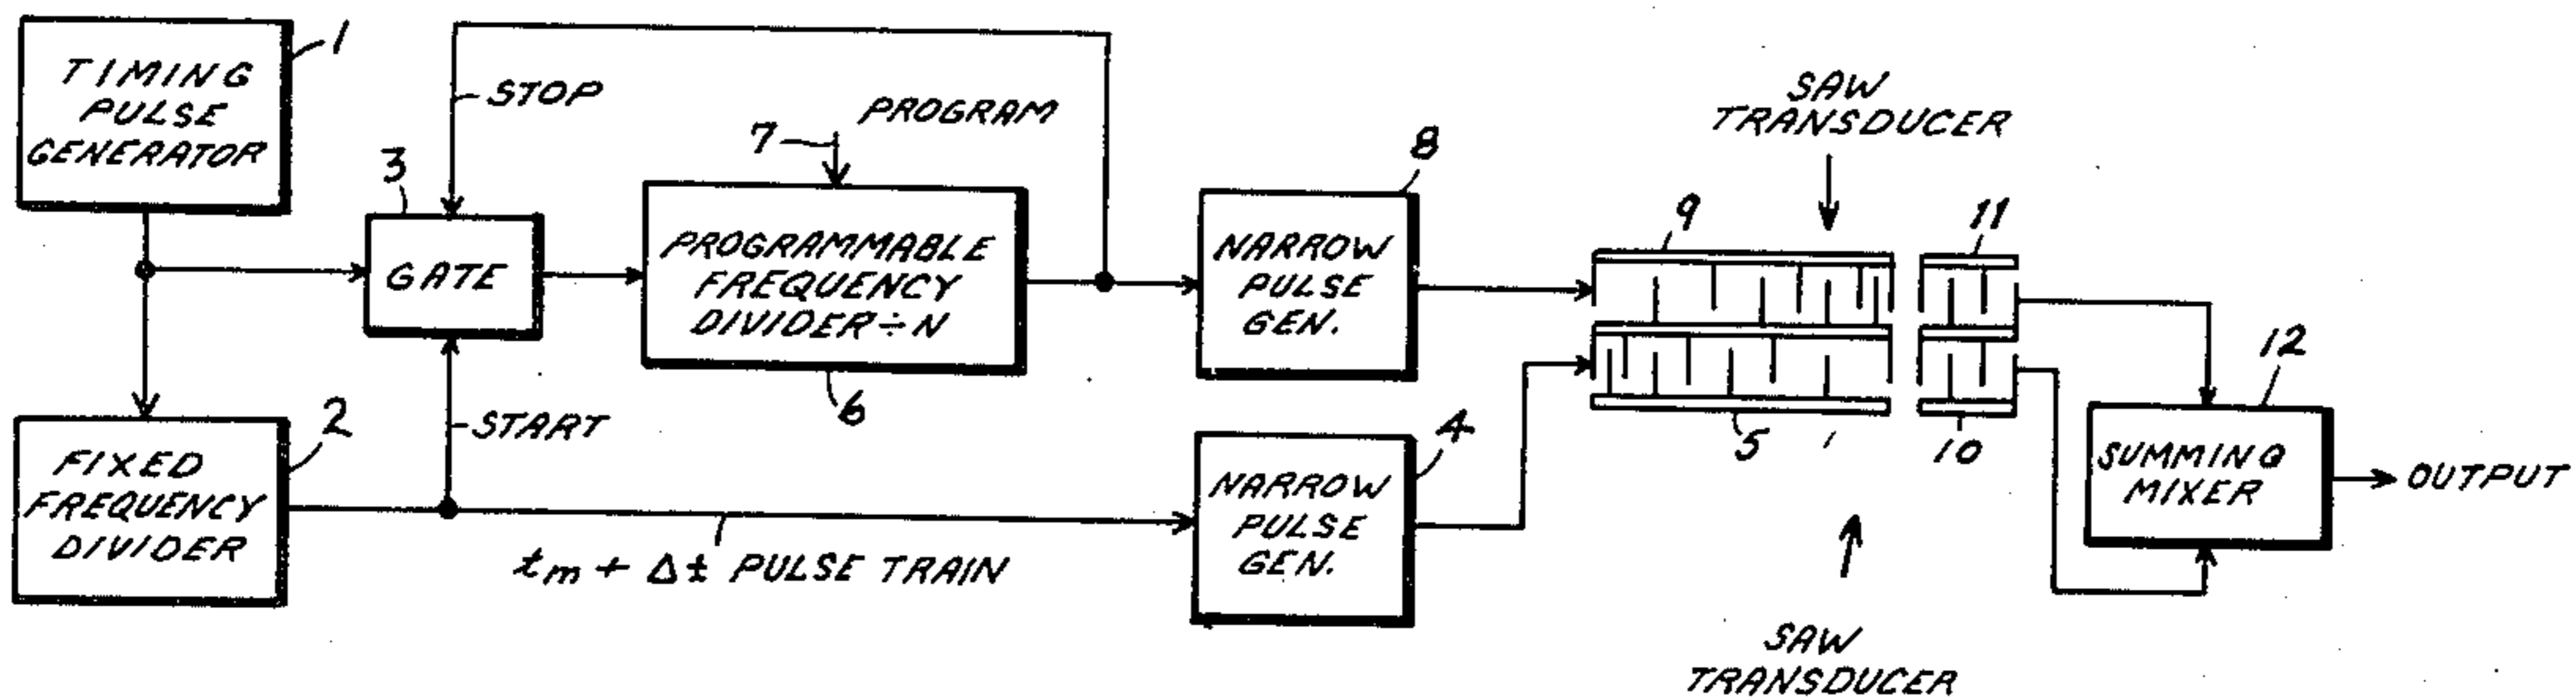 TIMING
PULSE
GENERATOR
1
STOP
PROGRAM
7
3
GATE
PROGRAMMABLE
FREQUENCY
DIVIDER ÷ N
6
8
NARROW
PULSE
GEN.
SAW
TRANSDUCER
9
11
5
10
12
SUMMING
MIXER
OUTPUT
FIXED
FREQUENCY
DIVIDER
2
START
tm + Δt PULSE TRAIN
4
NARROW
PULSE
GEN.
SAW
TRANSDUCER